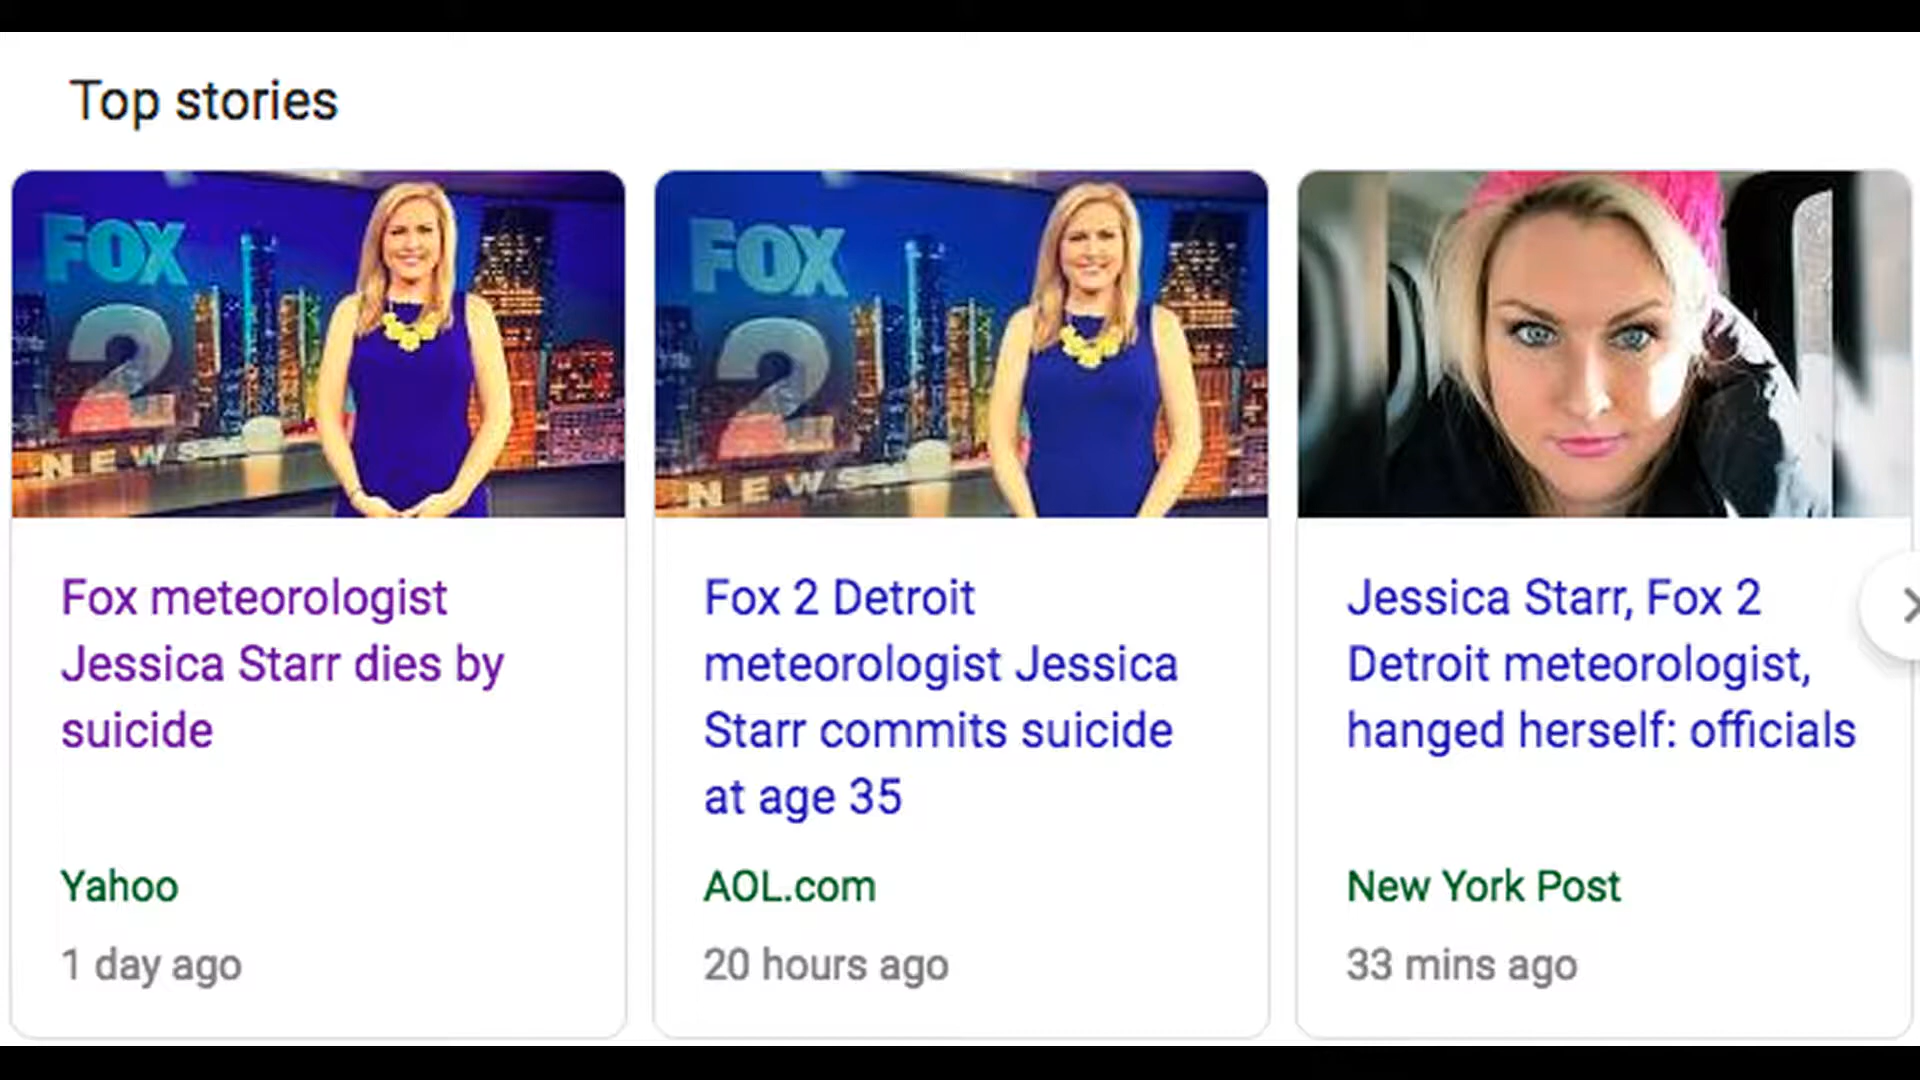 Top stories
FOX
2
NEWS
Fox meteorologist
Jessica Starr dies by
suicide
Yahoo
1 day ago
FOX
2
NEWS
Fox 2 Detroit
meteorologist Jessica
Starr commits suicide
at age 35
AOL.com
20 hours ago
Jessica Starr, Fox 2
Detroit meteorologist,
hanged herself: officials
New York Post
33 mins ago